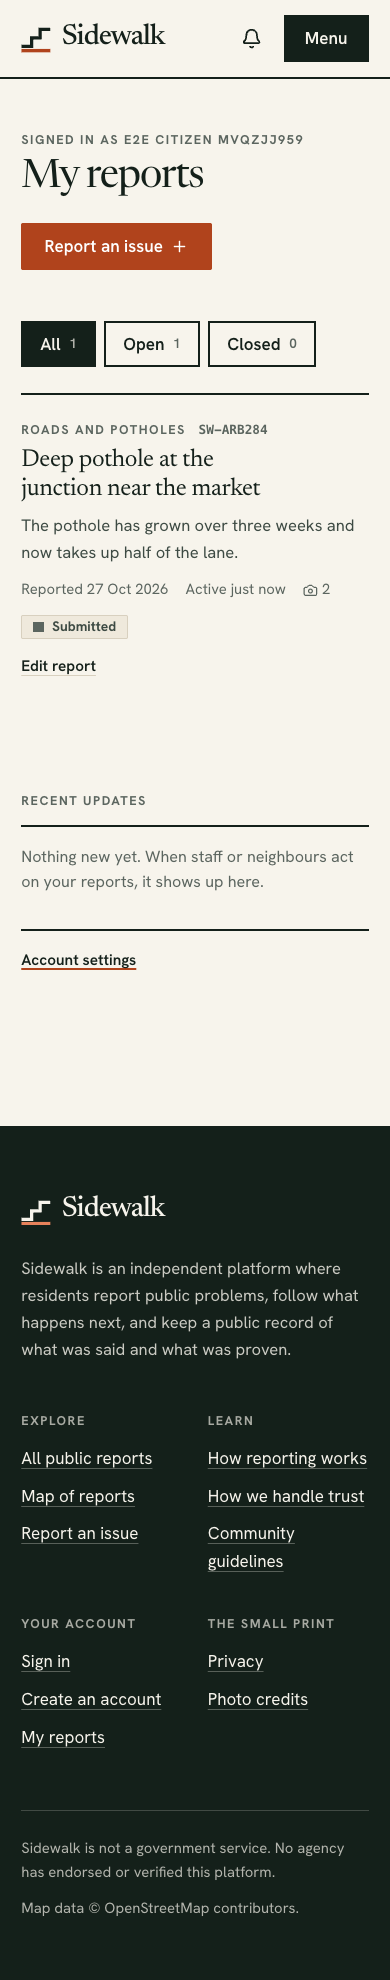 Sidewalk
Menu
SIGNED IN AS E2E CITIZEN MVQZJJ959
My reports
Report an issue +
All 1
Open 1
Closed 0
ROADS AND POTHOLES SW–ARB284
Deep pothole at the
junction near the market
The pothole has grown over three weeks and
now takes up half of the lane.
Reported 27 Oct 2026 Active just now 2
Submitted
Edit report
RECENT UPDATES
Nothing new yet. When staff or neighbours act
on your reports, it shows up here.
Account settings
Sidewalk
Sidewalk is an independent platform where
residents report public problems, follow what
happens next, and keep a public record of
what was said and what was proven.
EXPLORE
All public reports
Map of reports
Report an issue
LEARN
How reporting works
How we handle trust
Community
guidelines
YOUR ACCOUNT
Sign in
Create an account
My reports
THE SMALL PRINT
Privacy
Photo credits
Sidewalk is not a government service. No agency
has endorsed or verified this platform.
Map data © OpenStreetMap contributors.